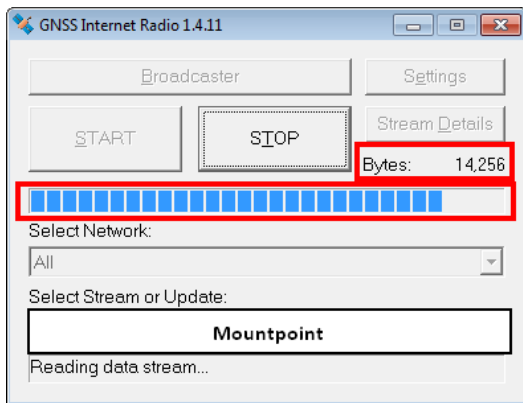 GNSS Internet Radio 1.4.11
Broadcaster
Settings
START
STOP
Stream Details
Bytes: 14,256
Select Network:
All
Select Stream or Update:
Mountpoint
Reading data stream...